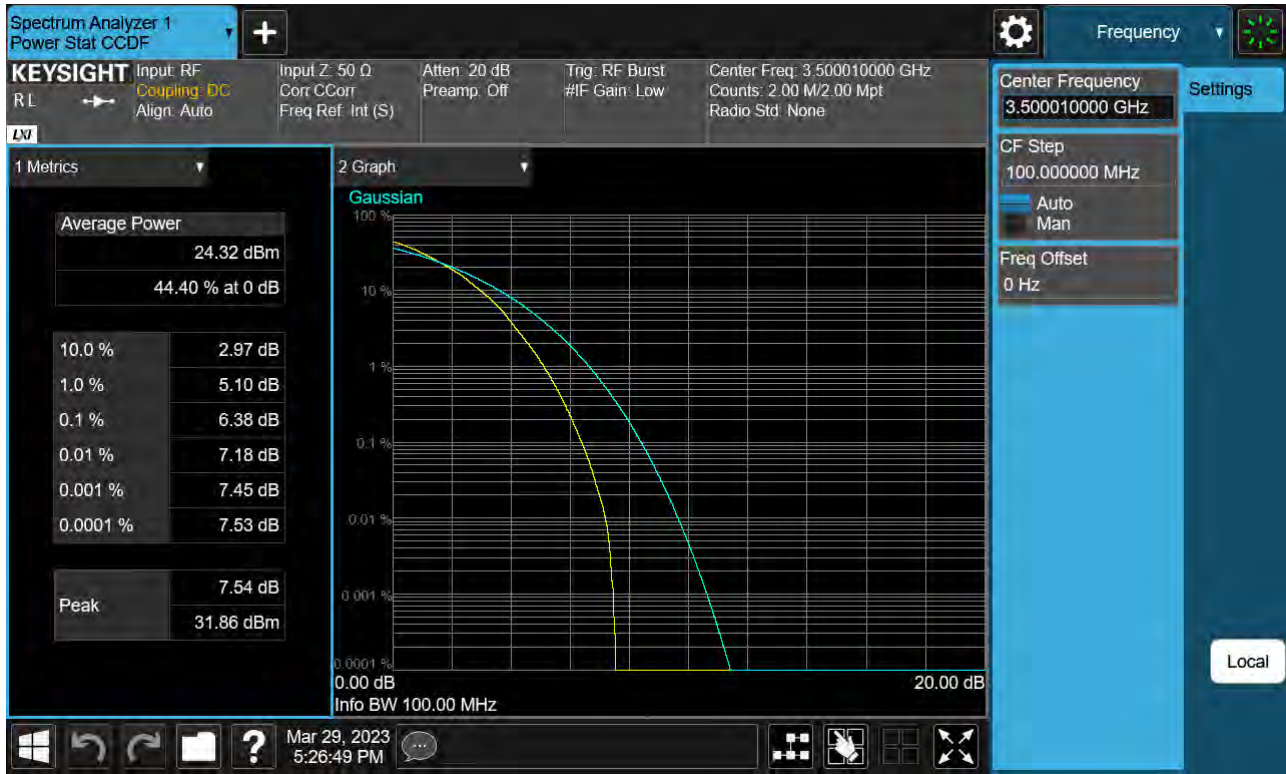 Spectrum Analyzer 1
Power Stat CCDF
+
Frequency
KEYSIGHT
RL
LXI
Input: RF
Coupling: DC
Align: Auto
Input Z: 50 Ω
Corr CCorr
Freq Ref: Int (S)
Atten: 20 dB
Preamp: Off
Trig: RF Burst
#IF Gain: Low
Center Freq: 3.500010000 GHz
Counts: 2.00 M/2.00 Mpt
Radio Std: None
Center Frequency
3.500010000 GHz
Settings
CF Step
100.000000 MHz
Auto
Man
Freq Offset
0 Hz
1 Metrics
Average Power
24.32 dBm
44.40 % at 0 dB
10.0 % 2.97 dB
1.0 % 5.10 dB
0.1 % 6.38 dB
0.01 % 7.18 dB
0.001 % 7.45 dB
0.0001 % 7.53 dB
Peak
7.54 dB
31.86 dBm
2 Graph
Gaussian
100 %
10 %
1 %
0.1 %
0.01 %
0.001 %
0.0001 %
0.00 dB 20.00 dB
Info BW 100.00 MHz
Local
?
Mar 29, 2023
5:26:49 PM